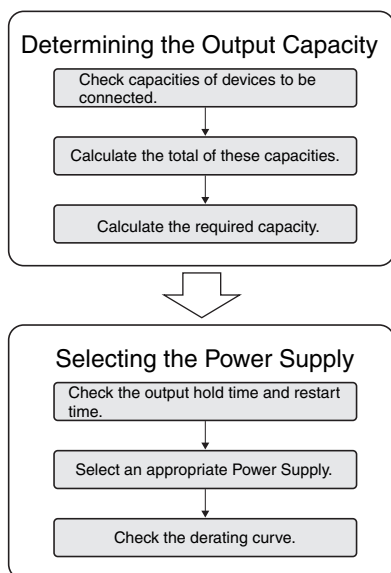 Determining the Output Capacity
Check capacities of devices to be
connected.
Calculate the total of these capacities.
Calculate the required capacity.
Selecting the Power Supply
Check the output hold time and restart
time.
Select an appropriate Power Supply.
Check the derating curve.